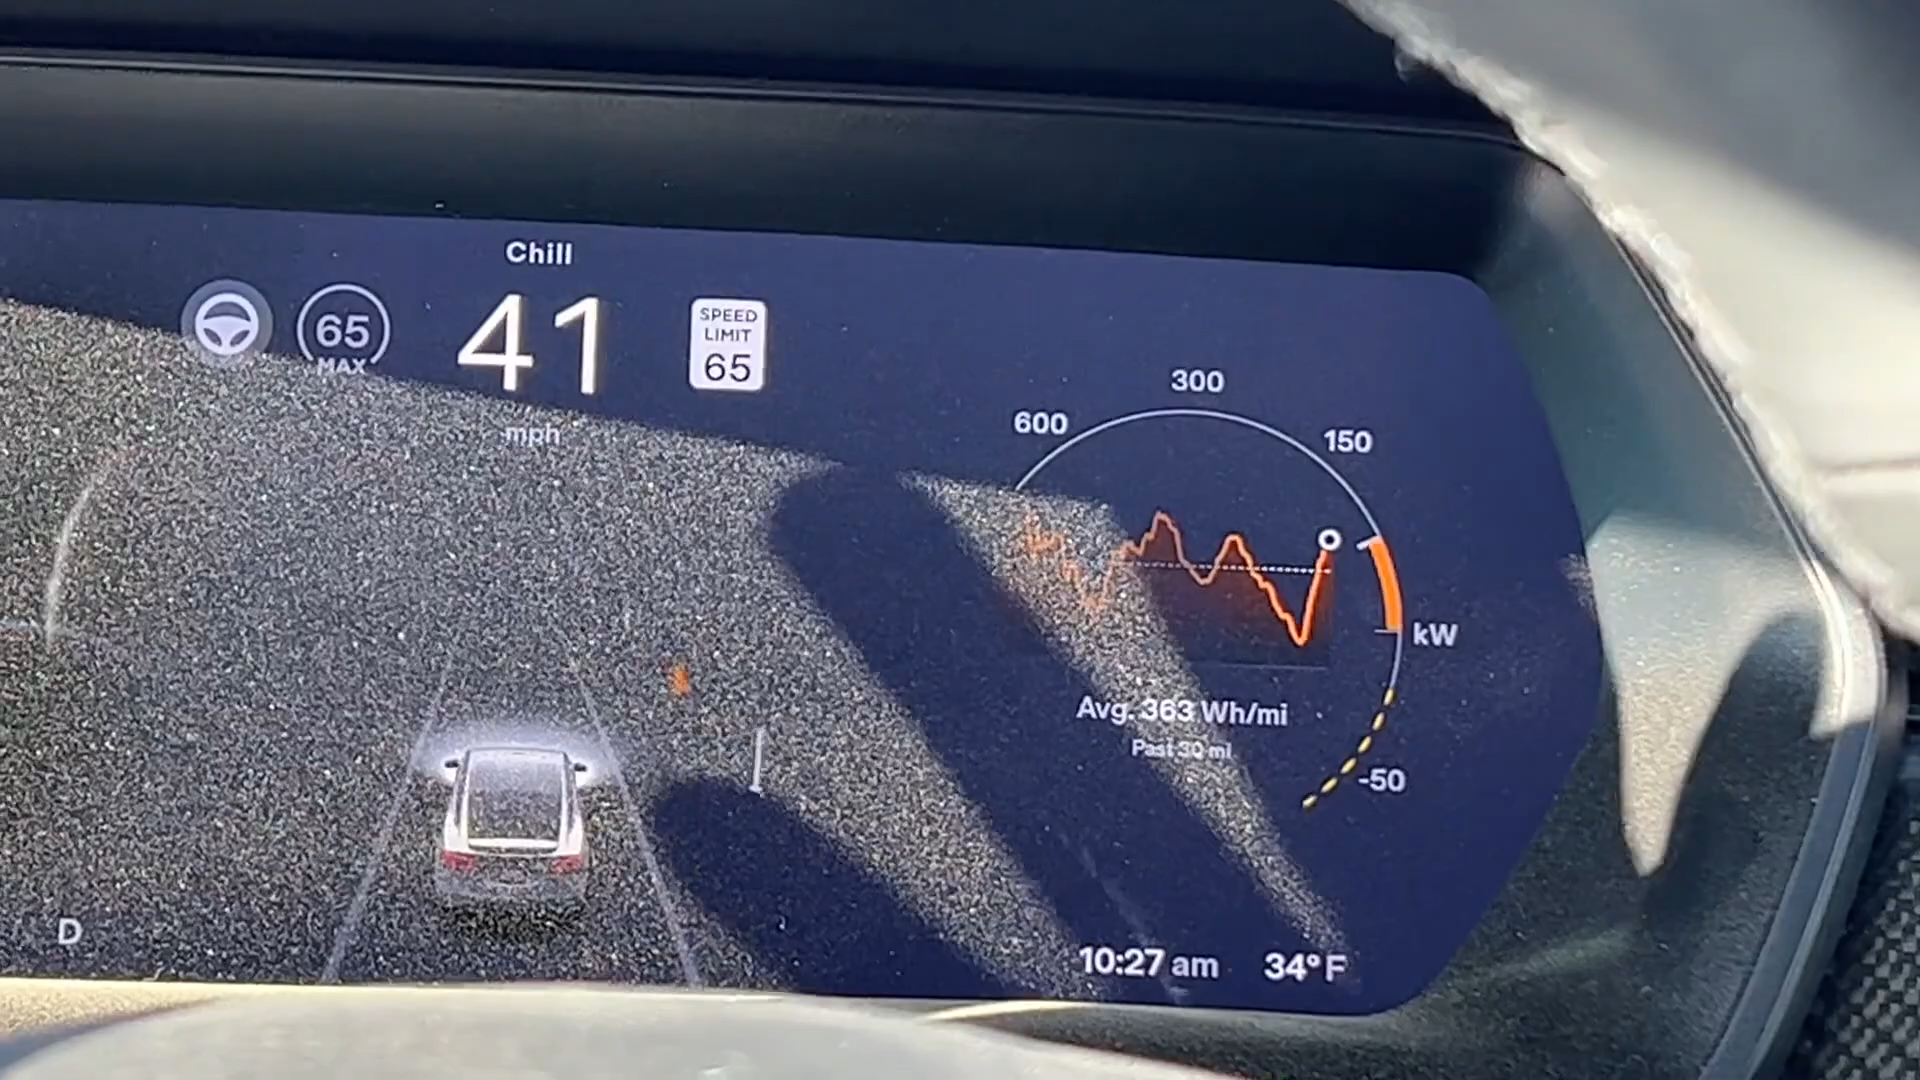 Chill
65
MAX
41
mph
SPEED
LIMIT
65
300
600
150
kW
Avg. 363 Wh/mi
Past 30 mi
-50
D
10:27 am
34°F